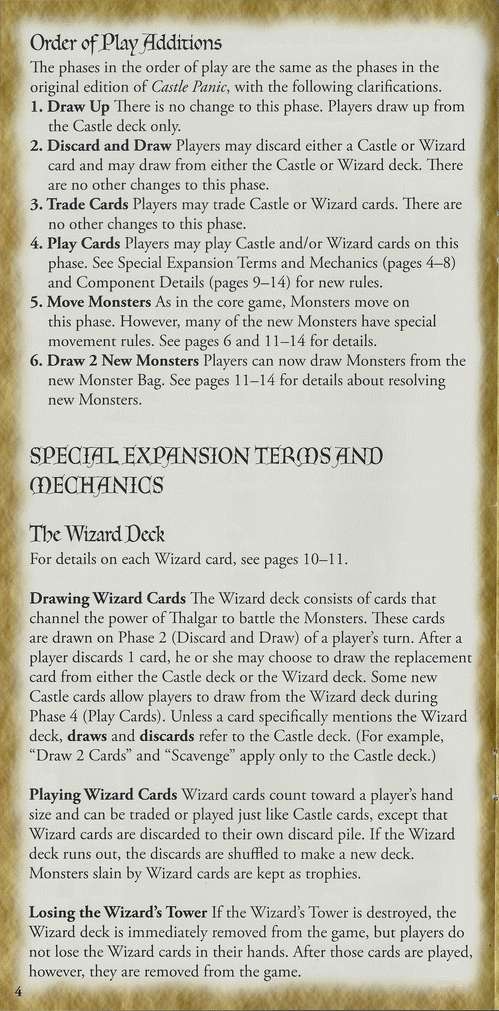 Order of Play Additions
The phases in the order of play are the same as the phases in the
original edition of Castle Panic, with the following clarifications.
1. Draw Up There is no change to this phase. Players draw up from
the Castle deck only.
2. Discard and Draw Players may discard either a Castle or Wizard
card and may draw from either the Castle or Wizard deck. There
are no other changes to this phase.
3. Trade Cards Players may trade Castle or Wizard cards. There are
no other changes to this phase.
4. Play Cards Players may play Castle and/or Wizard cards on this
phase. See Special Expansion Terms and Mechanics (pages 4–8)
and Component Details (pages 9–14) for new rules.
5. Move Monsters As in the core game, Monsters move on
this phase. However, many of the new Monsters have special
movement rules. See pages 6 and 11–14 for details.
6. Draw 2 New Monsters Players can now draw Monsters from the
new Monster Bag. See pages 11–14 for details about resolving
new Monsters.
SPECIAL EXPANSION TERMS AND
MECHANICS
The Wizard Deck
For details on each Wizard card, see pages 10–11.
Drawing Wizard Cards The Wizard deck consists of cards that
channel the power of Thalgar to battle the Monsters. These cards
are drawn on Phase 2 (Discard and Draw) of a player's turn. After a
player discards 1 card, he or she may choose to draw the replacement
card from either the Castle deck or the Wizard deck. Some new
Castle cards allow players to draw from the Wizard deck during
Phase 4 (Play Cards). Unless a card specifically mentions the Wizard
deck, draws and discards refer to the Castle deck. (For example,
“Draw 2 Cards” and “Scavenge” apply only to the Castle deck.)
Playing Wizard Cards Wizard cards count toward a player's hand
size and can be traded or played just like Castle cards, except that
Wizard cards are discarded to their own discard pile. If the Wizard
deck runs out, the discards are shuffled to make a new deck.
Monsters slain by Wizard cards are kept as trophies.
Losing the Wizard's Tower If the Wizard's Tower is destroyed, the
Wizard deck is immediately removed from the game, but players do
not lose the Wizard cards in their hands. After those cards are played,
however, they are removed from the game.
4